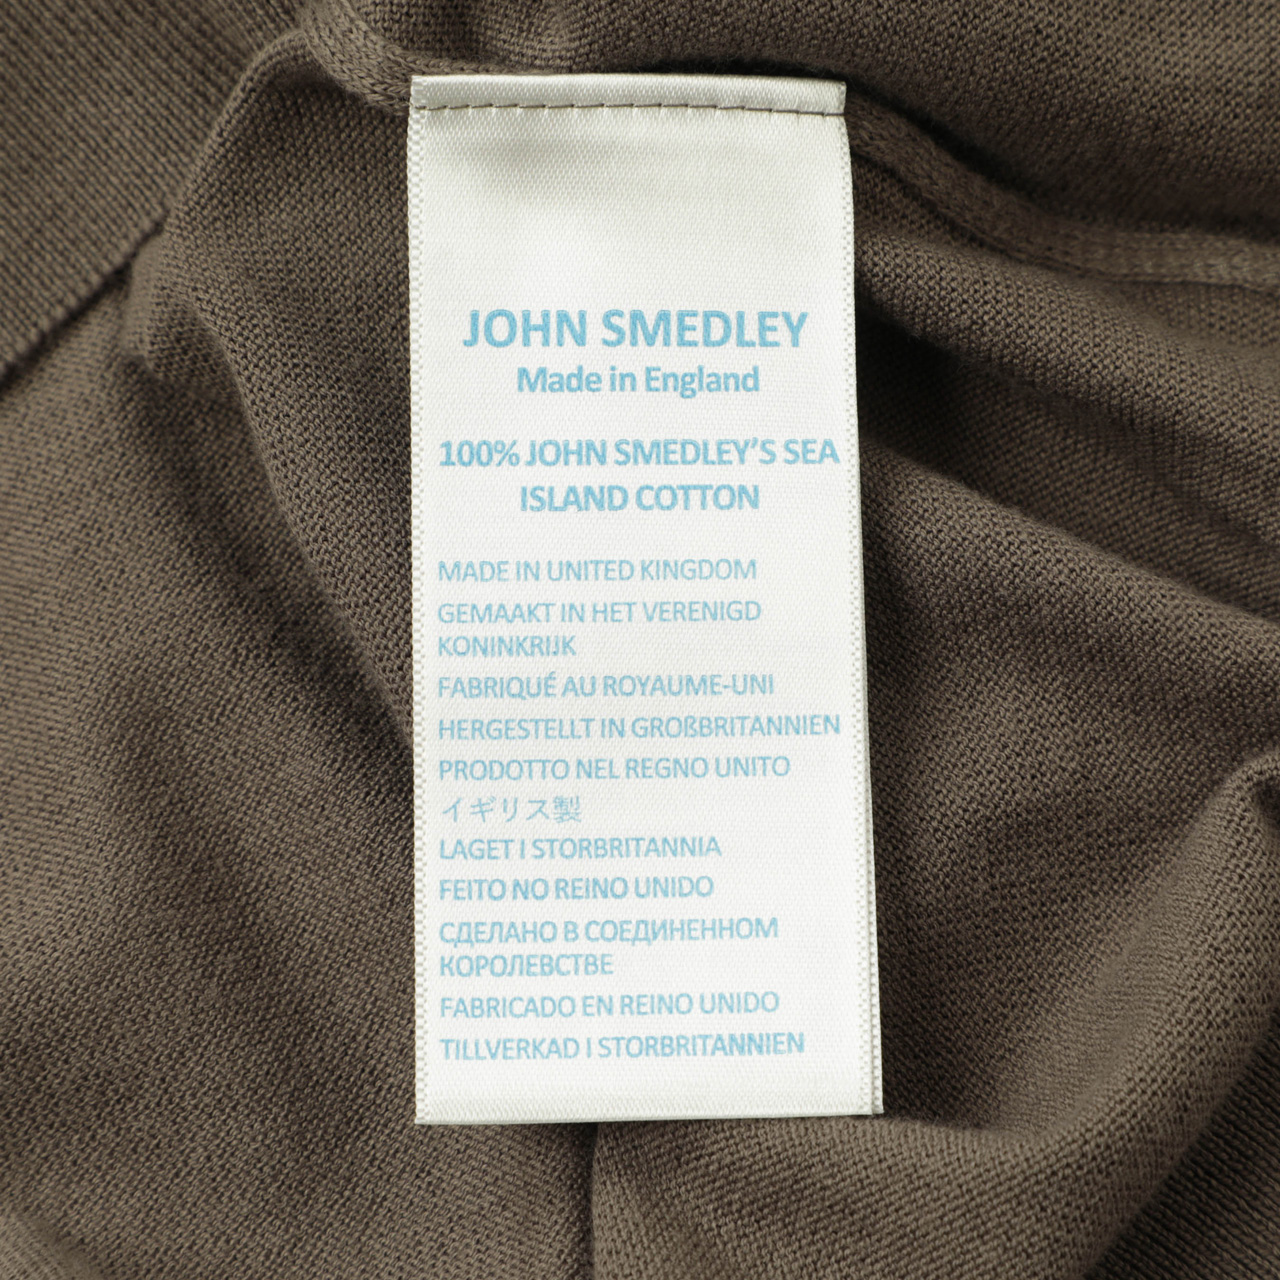 JOHN SMEDLEY
Made in England
100% JOHN SMEDLEY’S SEA
ISLAND COTTON
MADE IN UNITED KINGDOM
GEMAAKT IN HET VERENIGD
KONINKRIJK
FABRIQUÉ AU ROYAUME-UNI
HERGESTELLT IN GROßBRITANNIEN
PRODOTTO NEL REGNO UNITO
イギリス製
LAGET I STORBRITANNIA
FEITO NO REINO UNIDO
СДЕЛАНО В СОЕДИНЕННОМ
КОРОЛЕВСТВЕ
FABRICADO EN REINO UNIDO
TILLVERKAD I STORBRITANNIEN